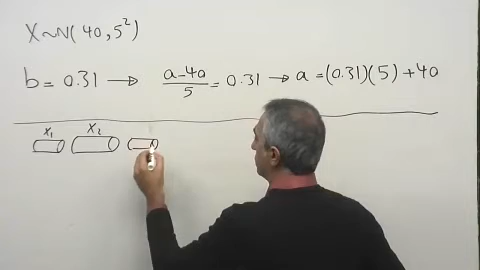 X~N(40,5²)
b = 0.31 → (a-40)/5 = 0.31 → a = (0.31)(5) + 40
X₁ X₂